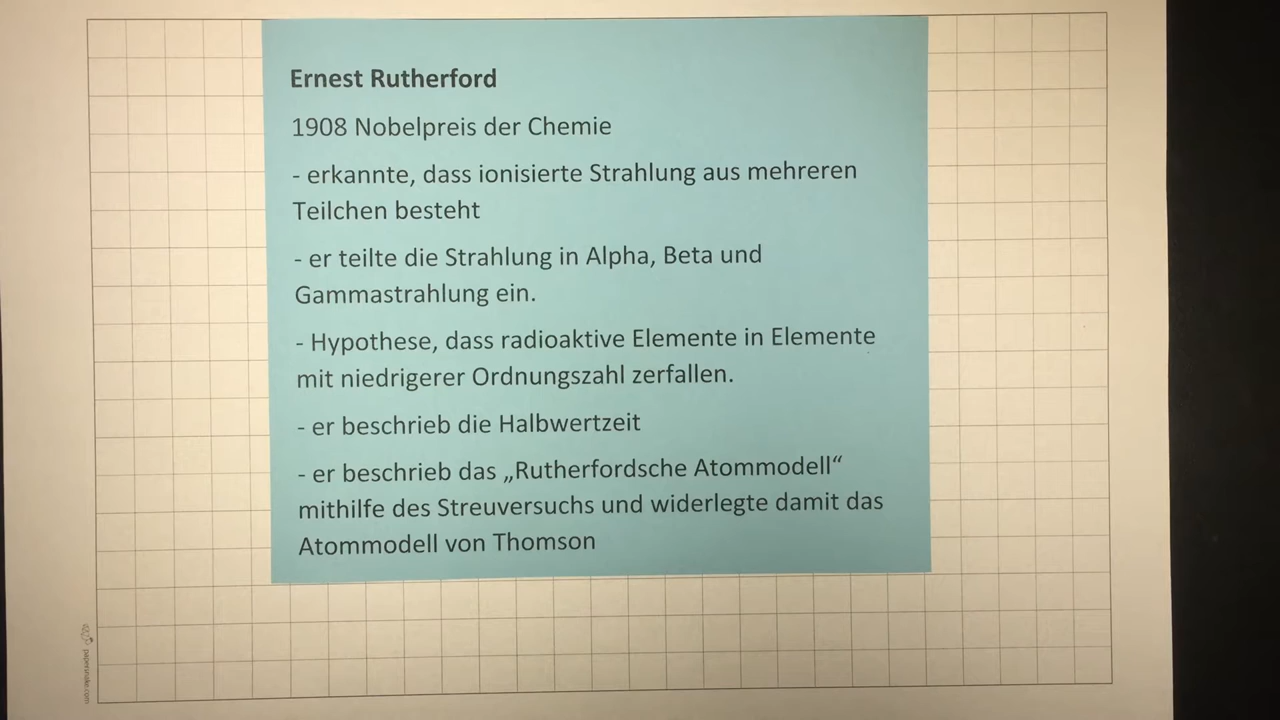 Ernest Rutherford
1908 Nobelpreis der Chemie
- erkannte, dass ionisierte Strahlung aus mehreren
Teilchen besteht
- er teilte die Strahlung in Alpha, Beta und
Gammastrahlung ein.
- Hypothese, dass radioaktive Elemente in Elemente
mit niedrigerer Ordnungszahl zerfallen.
- er beschrieb die Halbwertzeit
- er beschrieb das „Rutherfordsche Atommodell“
mithilfe des Streuversuchs und widerlegte damit das
Atommodell von Thomson
papersnake.com